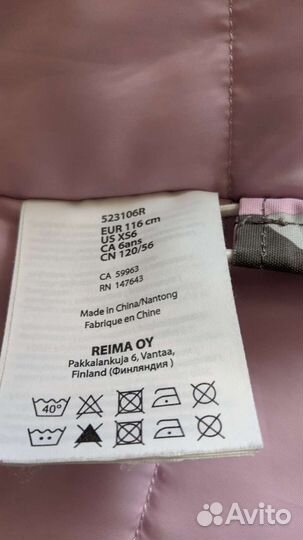 523106R
EUR 116 cm
US XS6
CA 6ans
CN 120/56
CA 59963
RN 147643
Made in China/Nantong
Fabrique en Chine
REIMA OY
Pakkalankuja 6, Vantaa,
Finland (Финляндия)
40°
Avito